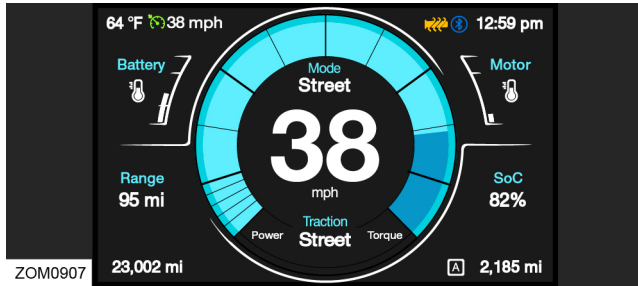 64 °F 38 mph
12:59 pm
Battery
Mode
Street
Motor
38
mph
Range
95 mi
SoC
82%
Traction
Street
Power
Torque
23,002 mi
A 2,185 mi
ZOM0907